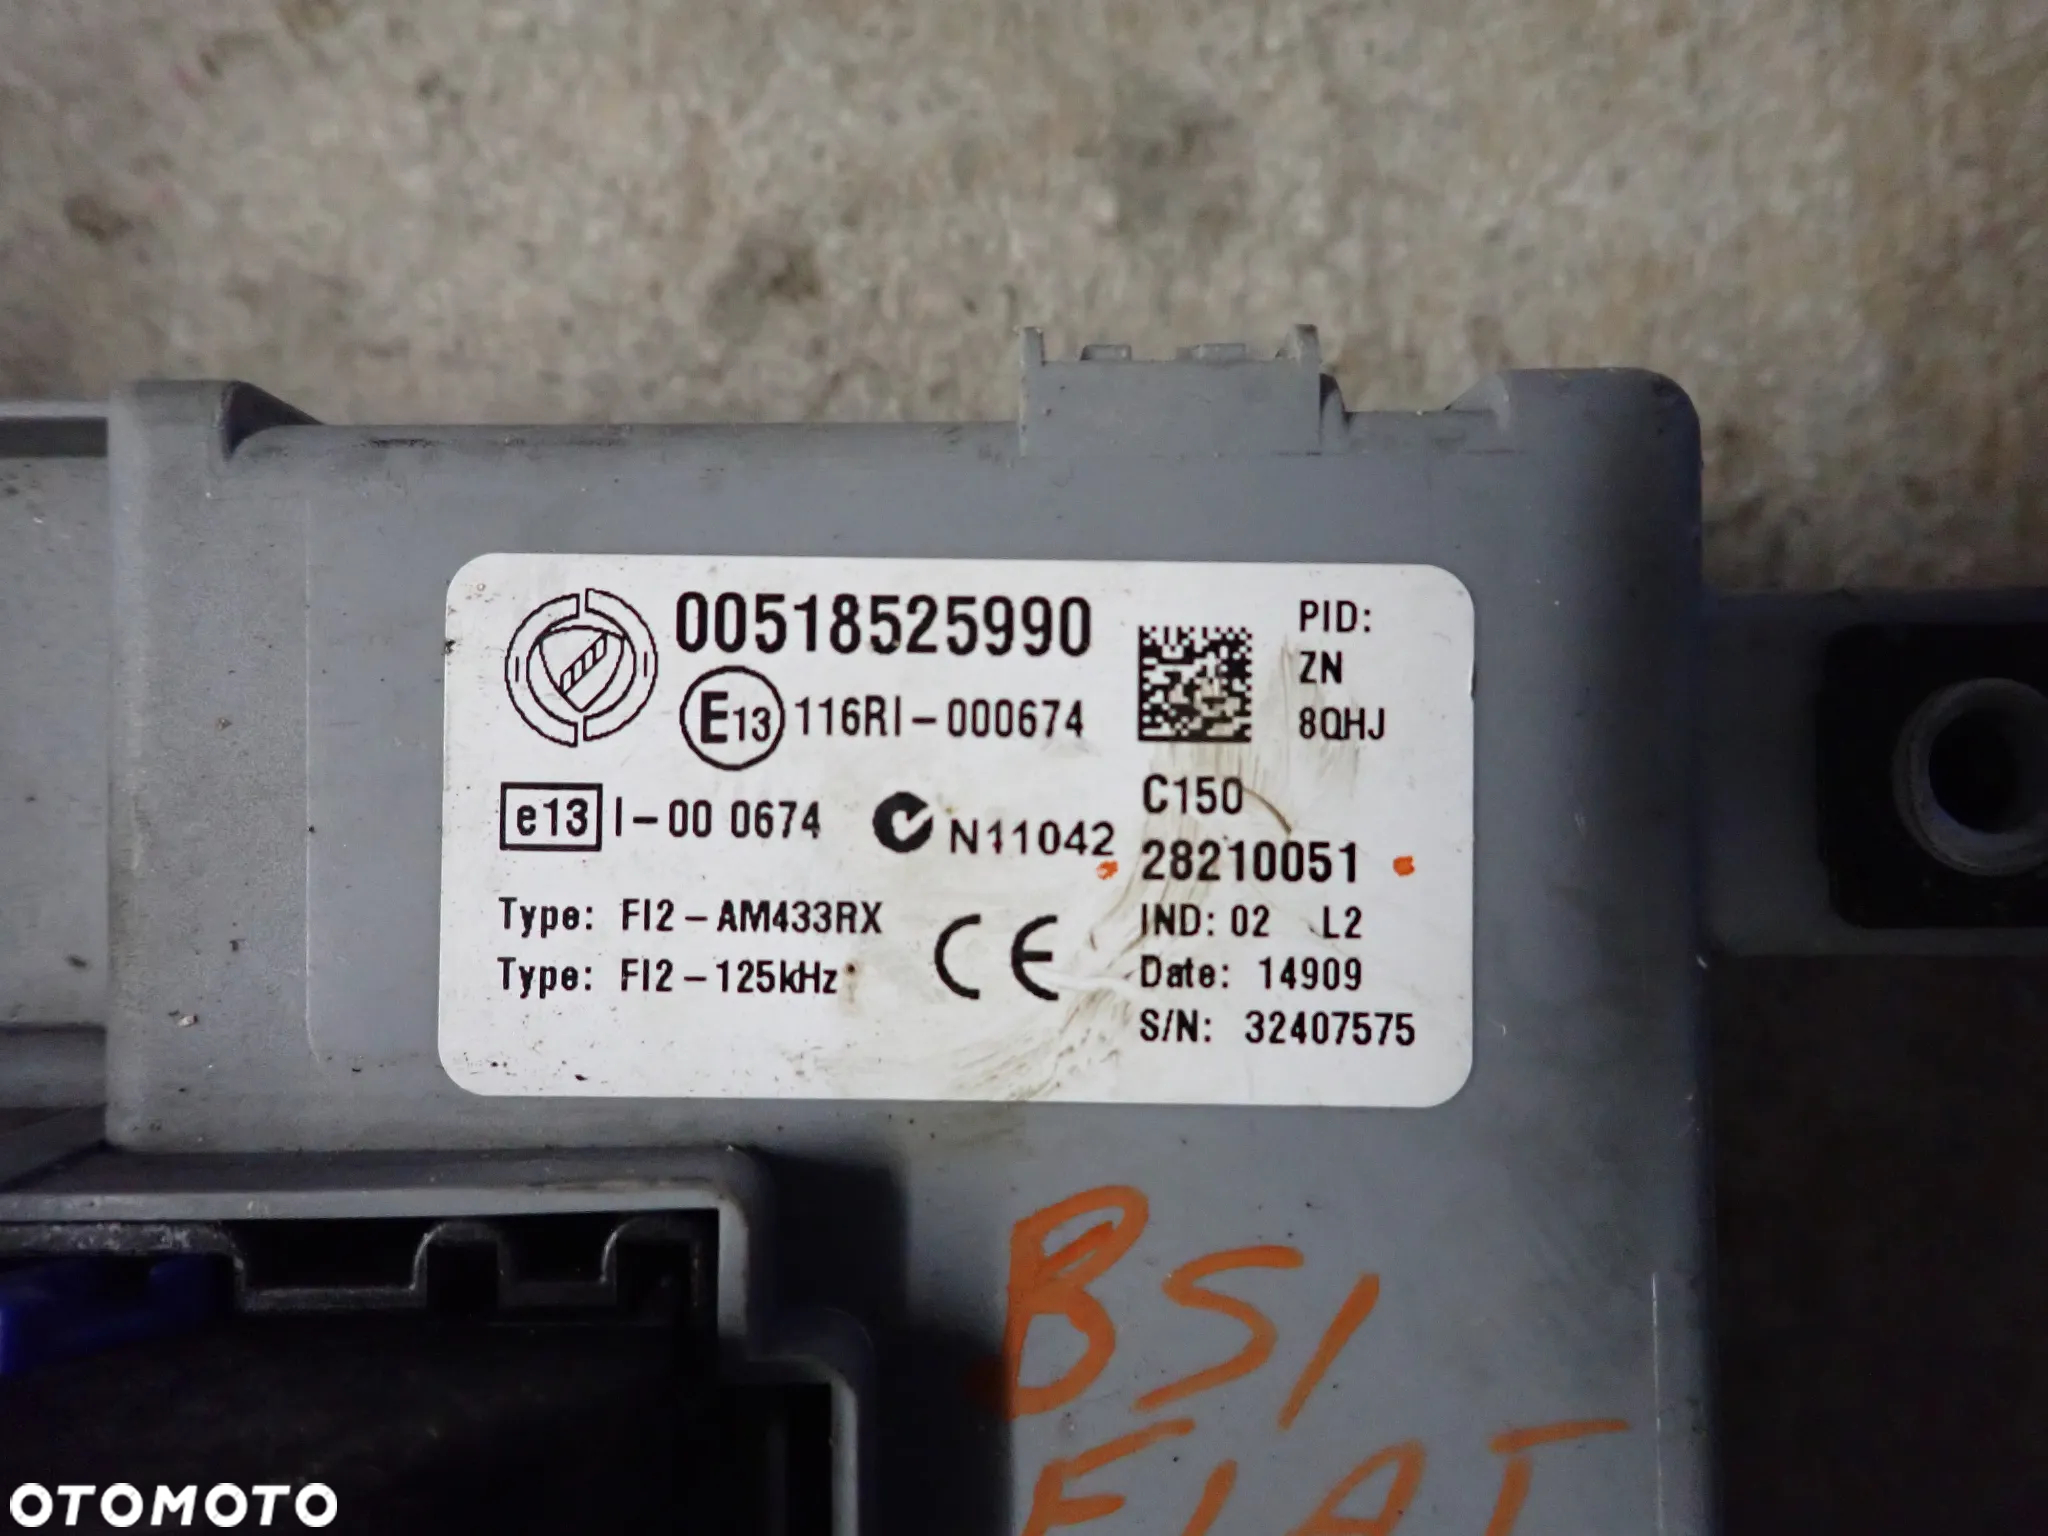 00518525990
E13 116RI-000674
e13 I-00 0674
N11042
Type: FI2-AM433RX
Type: FI2-125kHz
CE
PID:
ZN
8QHJ
C150
28210051
IND: 02 L2
Date: 14909
S/N: 32407575
BSI
FIAT
OTOMOTO